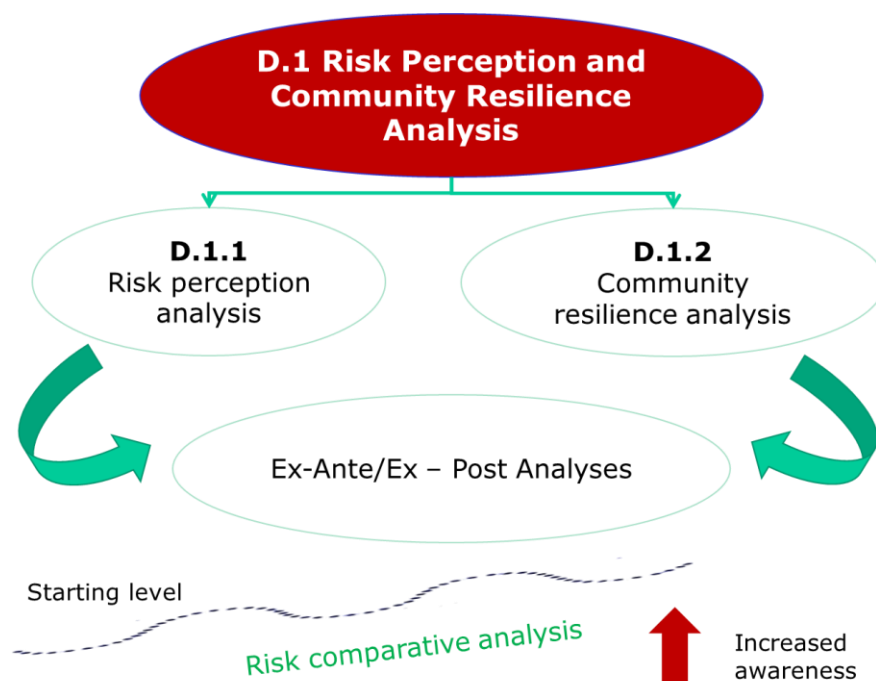 D.1 Risk Perception and
Community Resilience
Analysis
D.1.1
Risk perception
analysis
D.1.2
Community
resilience analysis
Ex-Ante/Ex – Post Analyses
Starting level
Risk comparative analysis
Increased
awareness